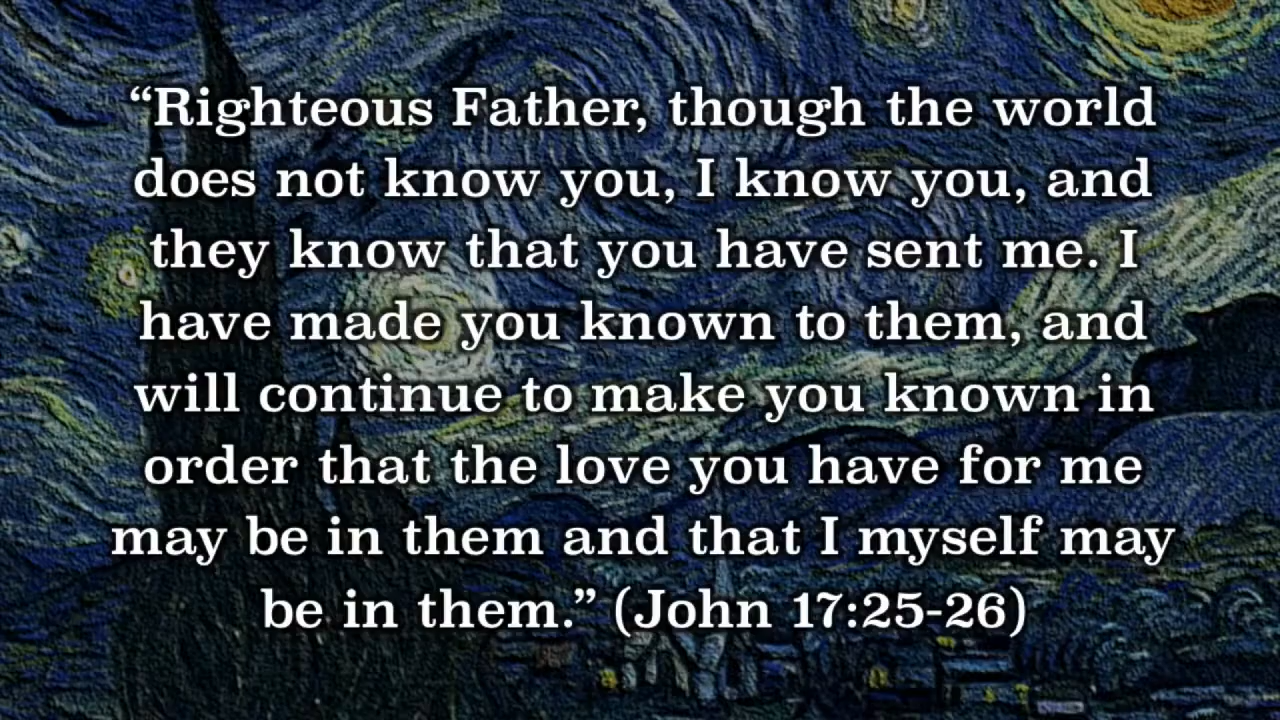 “Righteous Father, though the world
does not know you, I know you, and
they know that you have sent me. I
have made you known to them, and
will continue to make you known in
order that the love you have for me
may be in them and that I myself may
be in them.” (John 17:25-26)